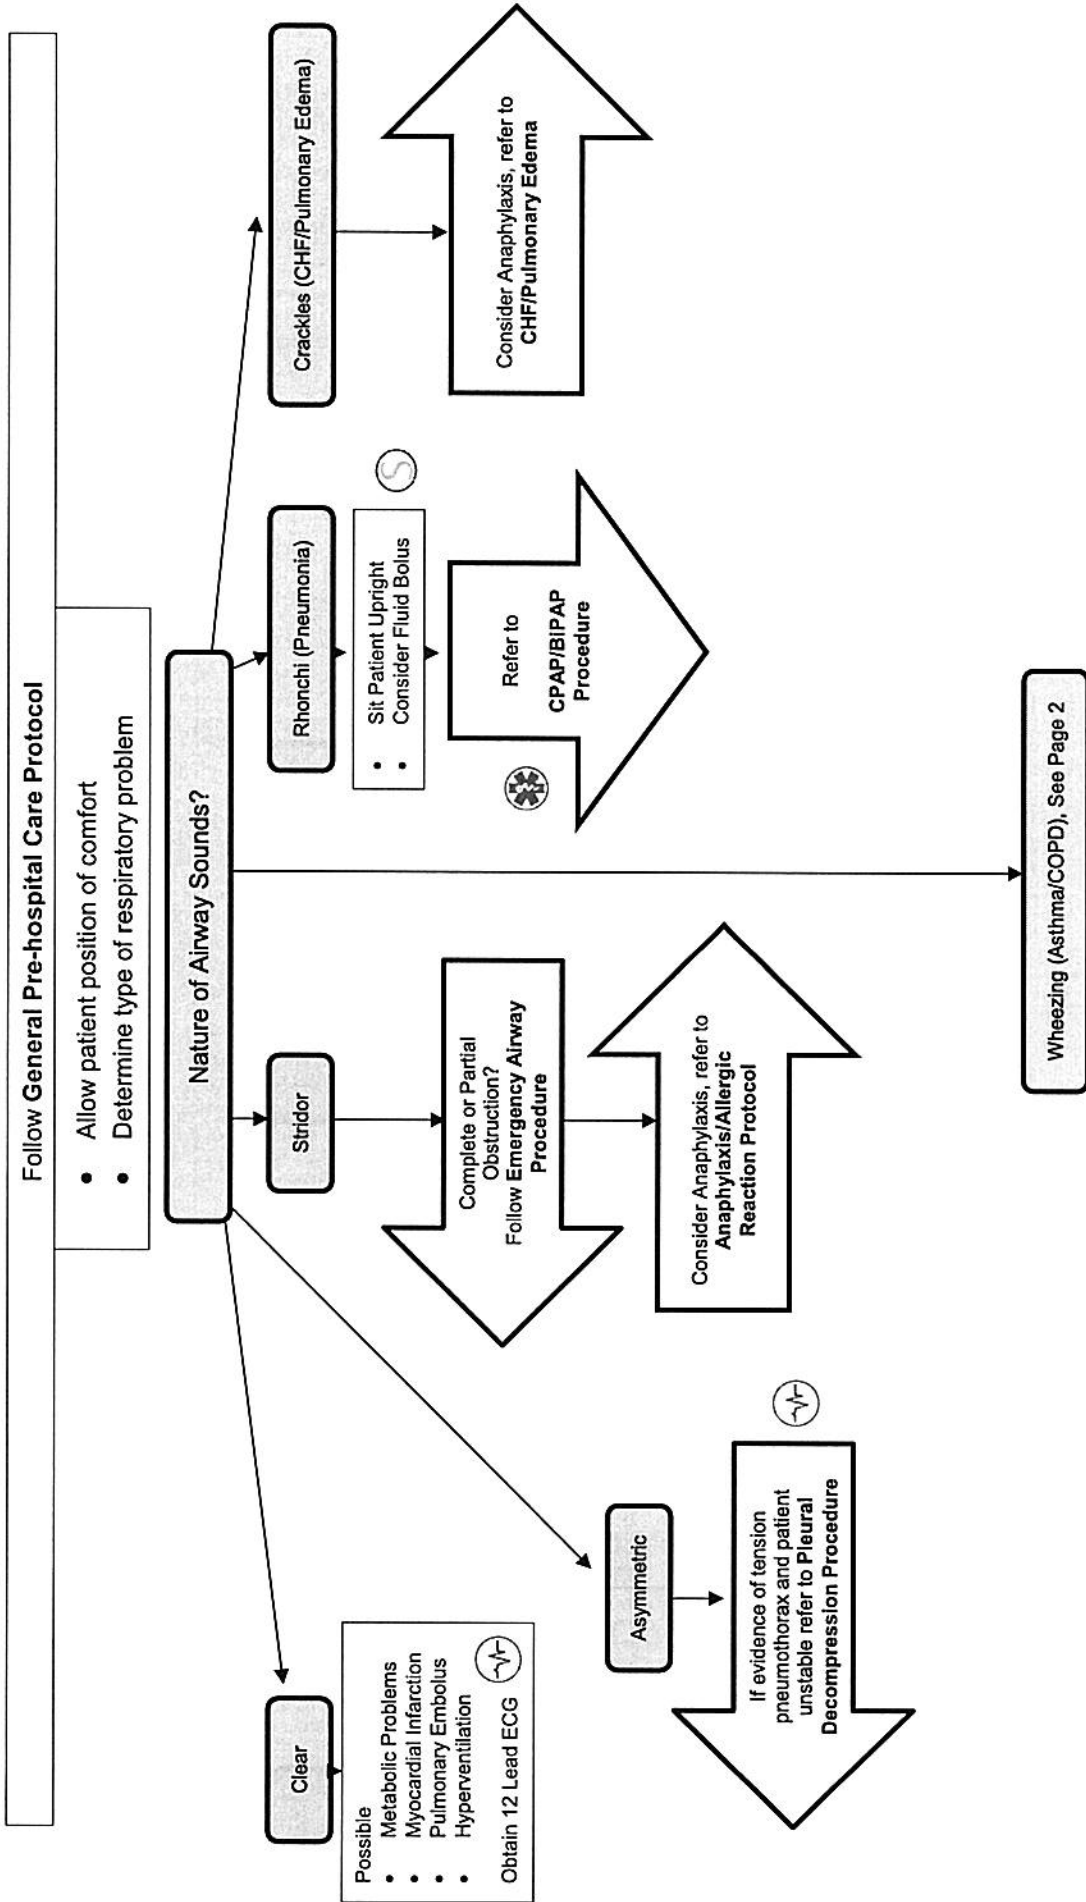 Follow General Pre-hospital Care Protocol
• Allow patient position of comfort
• Determine type of respiratory problem
Nature of Airway Sounds?
Clear
Possible
• Metabolic Problems
• Myocardial Infarction
• Pulmonary Embolus
• Hyperventilation
Obtain 12 Lead ECG
Asymmetric
If evidence of tension
pneumothorax and patient
unstable refer to Pleural
Decompression Procedure
Stridor
Complete or Partial
Obstruction?
Follow Emergency Airway
Procedure
Consider Anaphylaxis, refer to
Anaphylaxis/Allergic
Reaction Protocol
Wheezing (Asthma/COPD), See Page 2
Rhonchi (Pneumonia)
• Sit Patient Upright
• Consider Fluid Bolus
S
Refer to
CPAP/BiPAP
Procedure
Crackles (CHF/Pulmonary Edema)
Consider Anaphylaxis, refer to
CHF/Pulmonary Edema